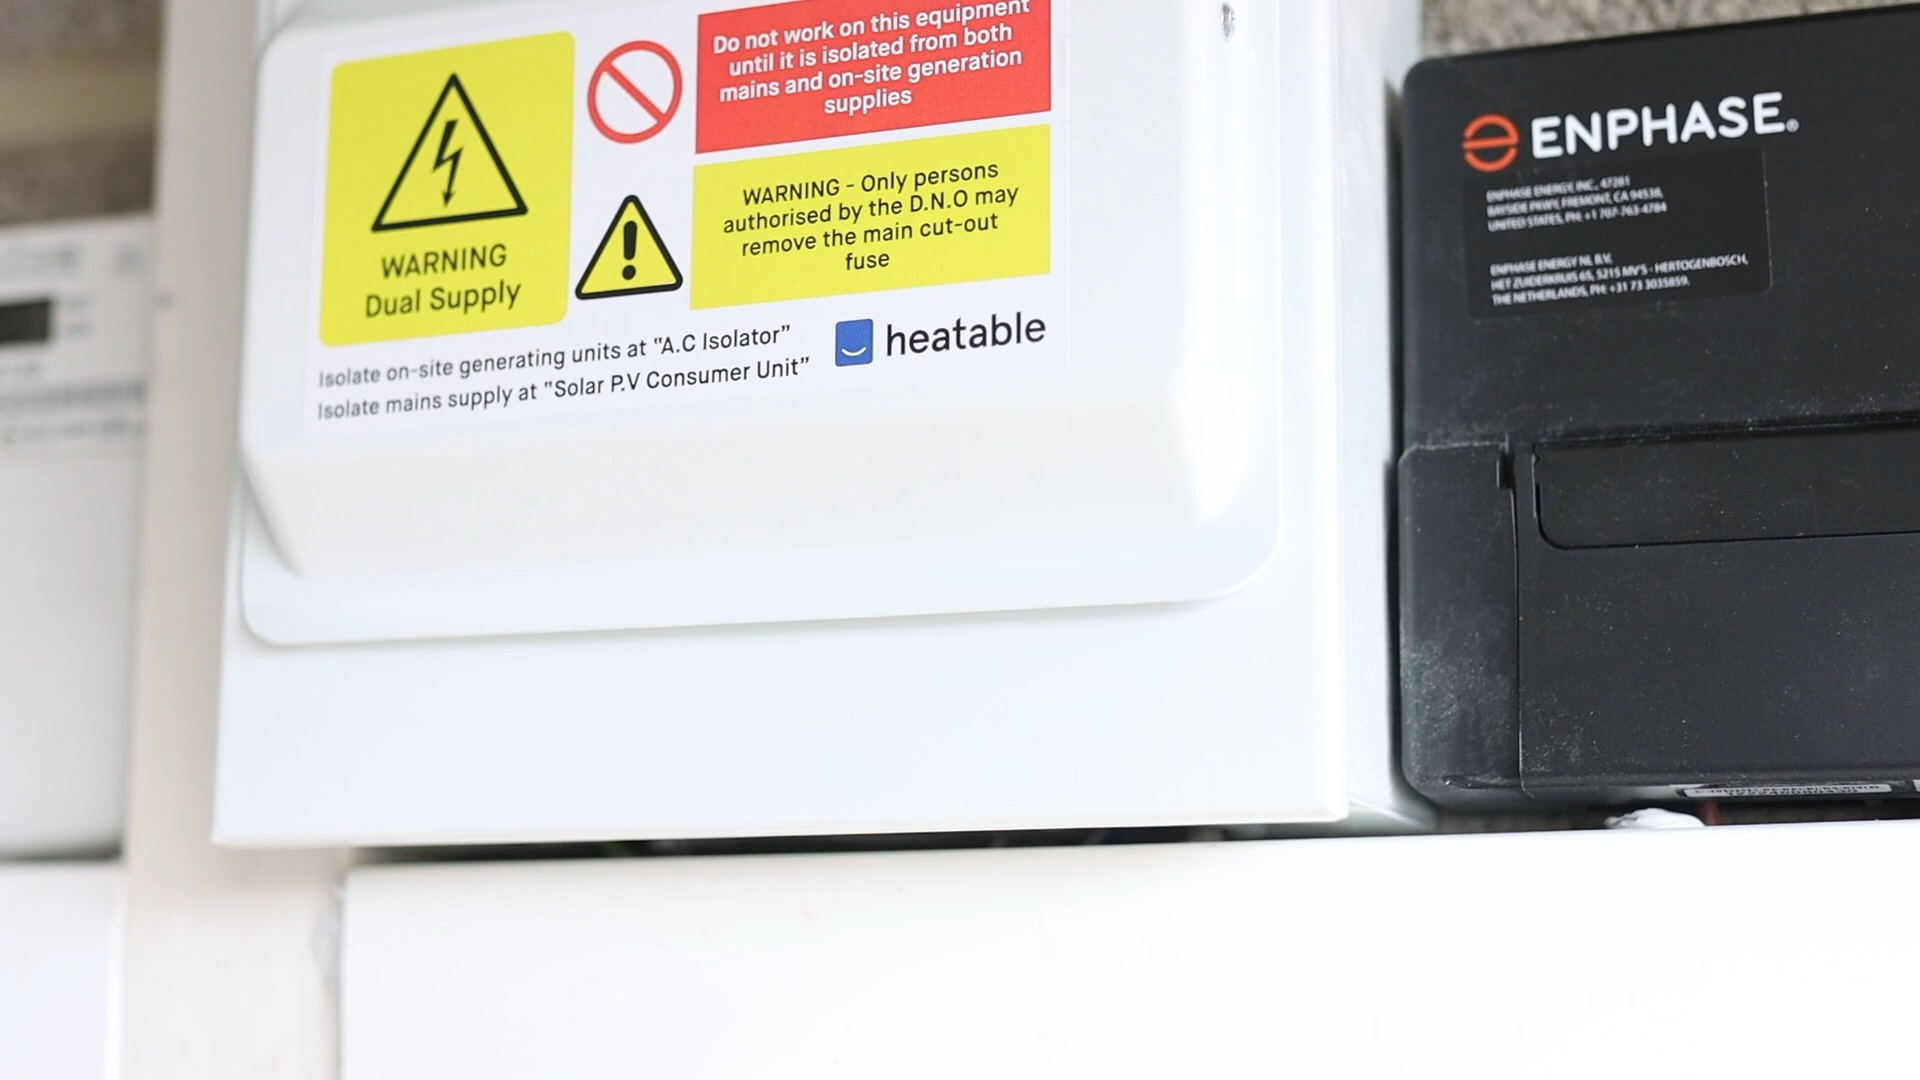 Do not work on this equipment
until it is isolated from both
mains and on-site generation
supplies
WARNING
Dual Supply
WARNING - Only persons
authorised by the D.N.O may
remove the main cut-out
fuse
Isolate on-site generating units at "A.C Isolator"
Isolate mains supply at "Solar P.V Consumer Unit"
heatable
ENPHASE®
ENPHASE ENERGY, INC., 47281
BAYSIDE PKWY, FREMONT, CA 94538,
UNITED STATES, PH: +1 707-763-4784
ENPHASE ENERGY NL B.V,
HET ZUIDERKRUIS 65, 5215 MV'S - HERTOGENBOSCH,
THE NETHERLANDS, PH: +31 73 3035859.